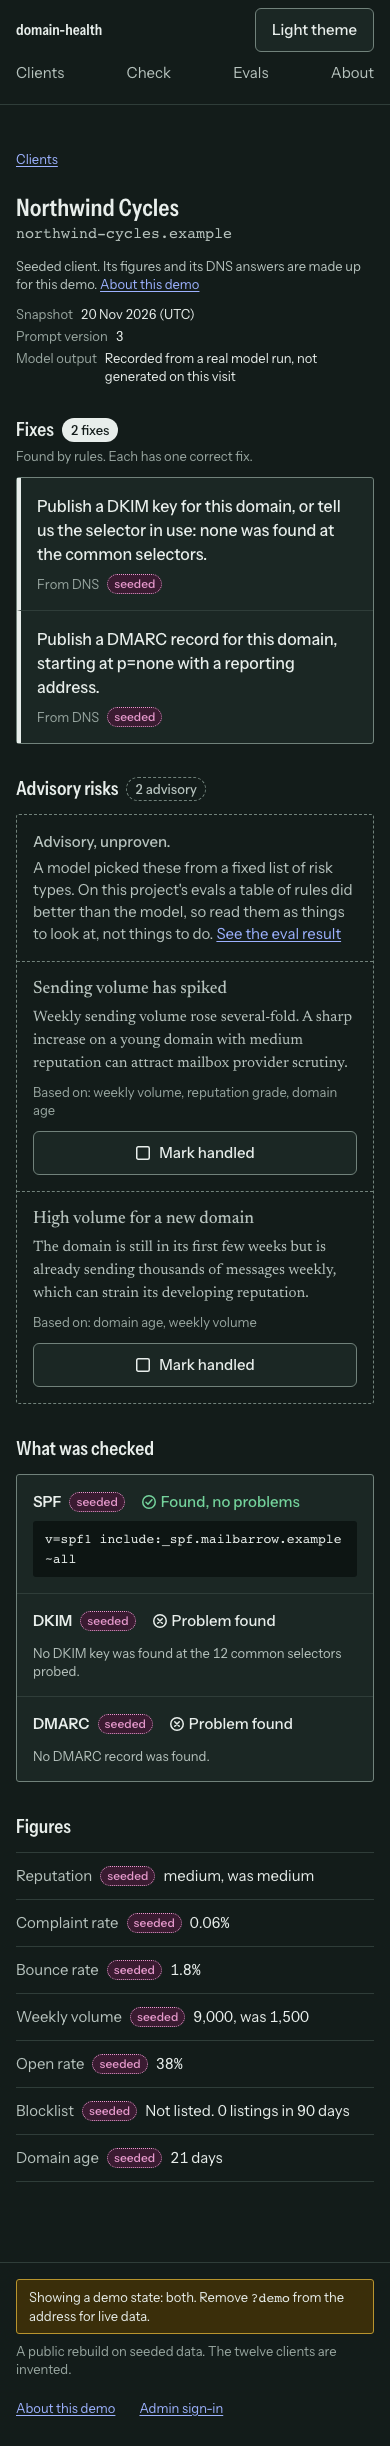 domain-health
Light theme
Clients
Check
Evals
About
Clients
Northwind Cycles
northwind-cycles.example
Seeded client. Its figures and its DNS answers are made up
for this demo. About this demo
Snapshot 20 Nov 2026 (UTC)
Prompt version 3
Model output Recorded from a real model run, not
generated on this visit
Fixes 2 fixes
Found by rules. Each has one correct fix.
Publish a DKIM key for this domain, or tell
us the selector in use: none was found at
the common selectors.
From DNS seeded
Publish a DMARC record for this domain,
starting at p=none with a reporting
address.
From DNS seeded
Advisory risks 2 advisory
Advisory, unproven.
A model picked these from a fixed list of risk
types. On this project's evals a table of rules did
better than the model, so read them as things
to look at, not things to do. See the eval result
Sending volume has spiked
Weekly sending volume rose several-fold. A sharp
increase on a young domain with medium
reputation can attract mailbox provider scrutiny.
Based on: weekly volume, reputation grade, domain
age
Mark handled
High volume for a new domain
The domain is still in its first few weeks but is
already sending thousands of messages weekly,
which can strain its developing reputation.
Based on: domain age, weekly volume
Mark handled
What was checked
SPF seeded Found, no problems
v=spf1 include:_spf.mailbarrow.example
~all
DKIM seeded Problem found
No DKIM key was found at the 12 common selectors
probed.
DMARC seeded Problem found
No DMARC record was found.
Figures
Reputation seeded medium, was medium
Complaint rate seeded 0.06%
Bounce rate seeded 1.8%
Weekly volume seeded 9,000, was 1,500
Open rate seeded 38%
Blocklist seeded Not listed. 0 listings in 90 days
Domain age seeded 21 days
Showing a demo state: both. Remove ?demo from the
address for live data.
A public rebuild on seeded data. The twelve clients are
invented.
About this demo
Admin sign-in